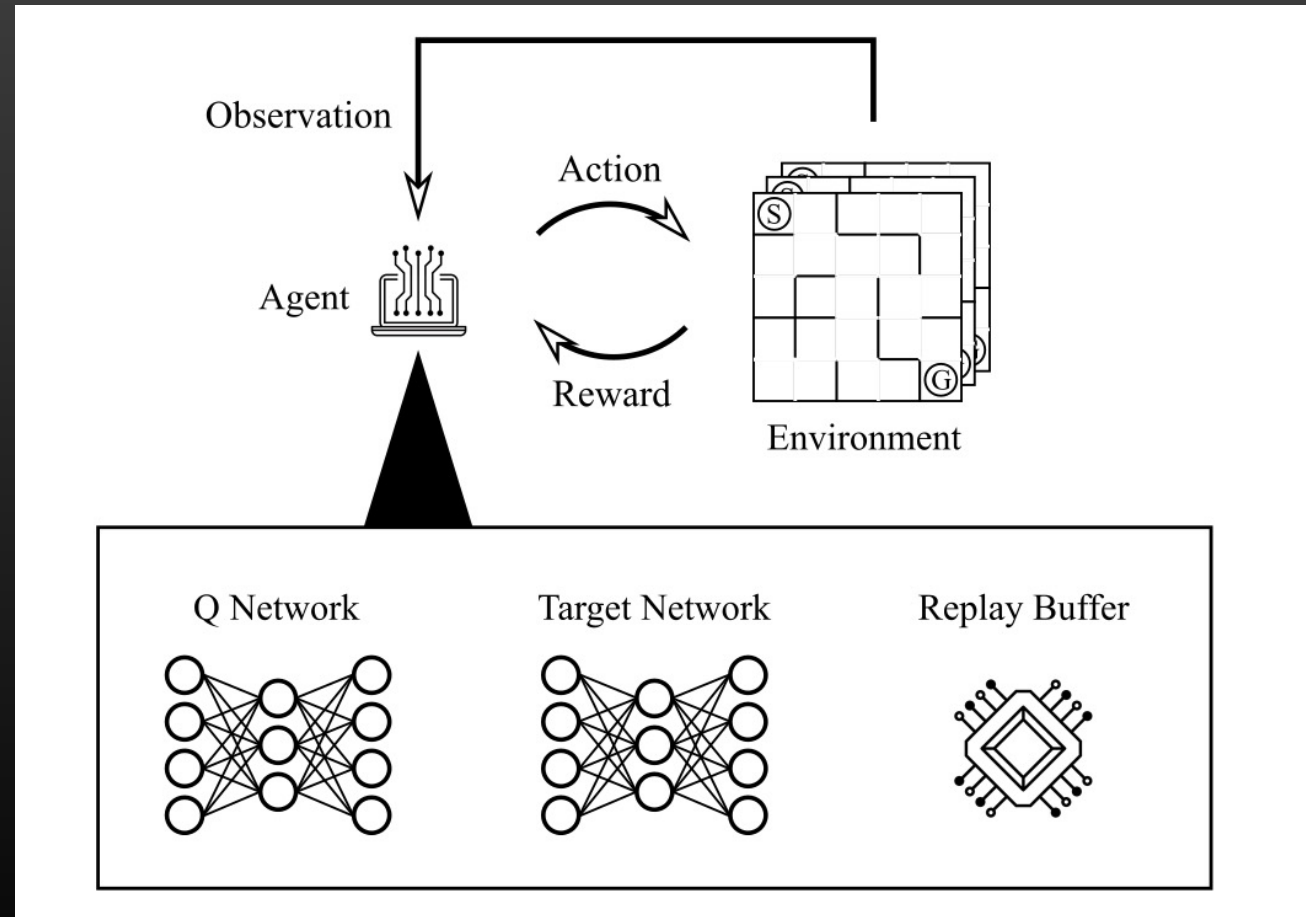 Observation
Action
S
Agent
Reward
G
Environment
Q Network
Target Network
Replay Buffer